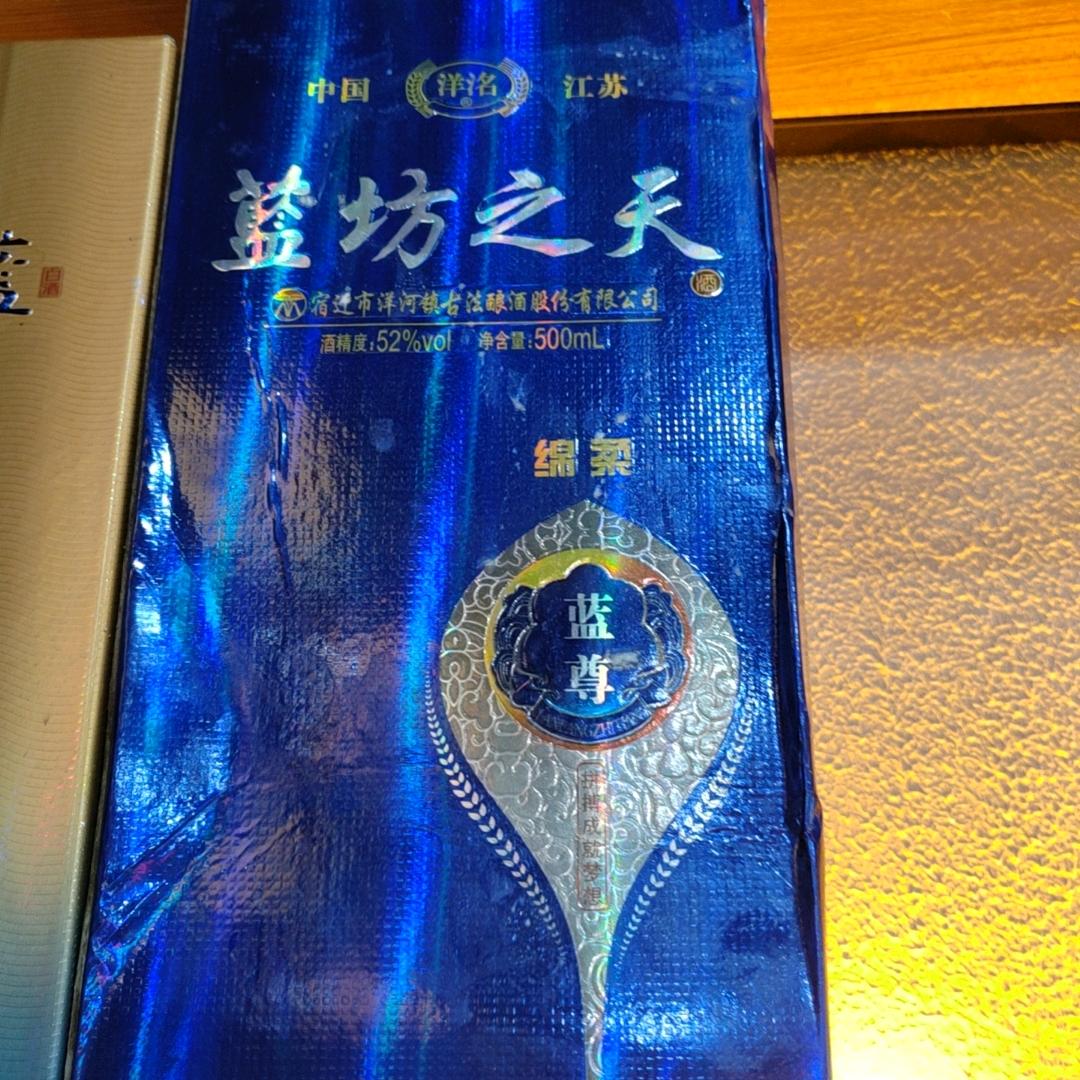 中国 洋洺 江苏
蓝坊之天
酒
宿迁市洋河镇古法酿酒股份有限公司
酒精度:52%vol 净含量:500mL
绵柔
蓝尊
拼搏成就梦想
白酒